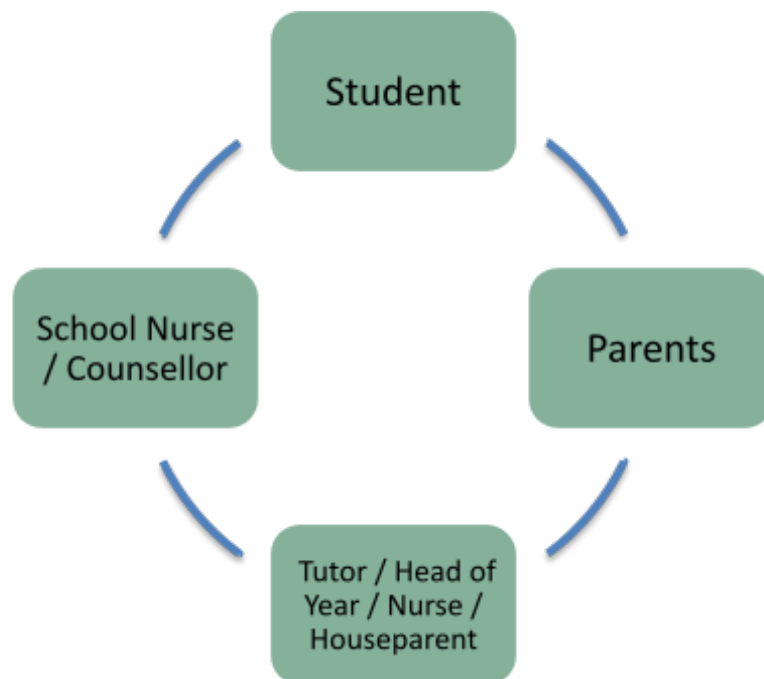 Student
School Nurse
/ Counsellor
Parents
Tutor / Head of
Year / Nurse /
Houseparent